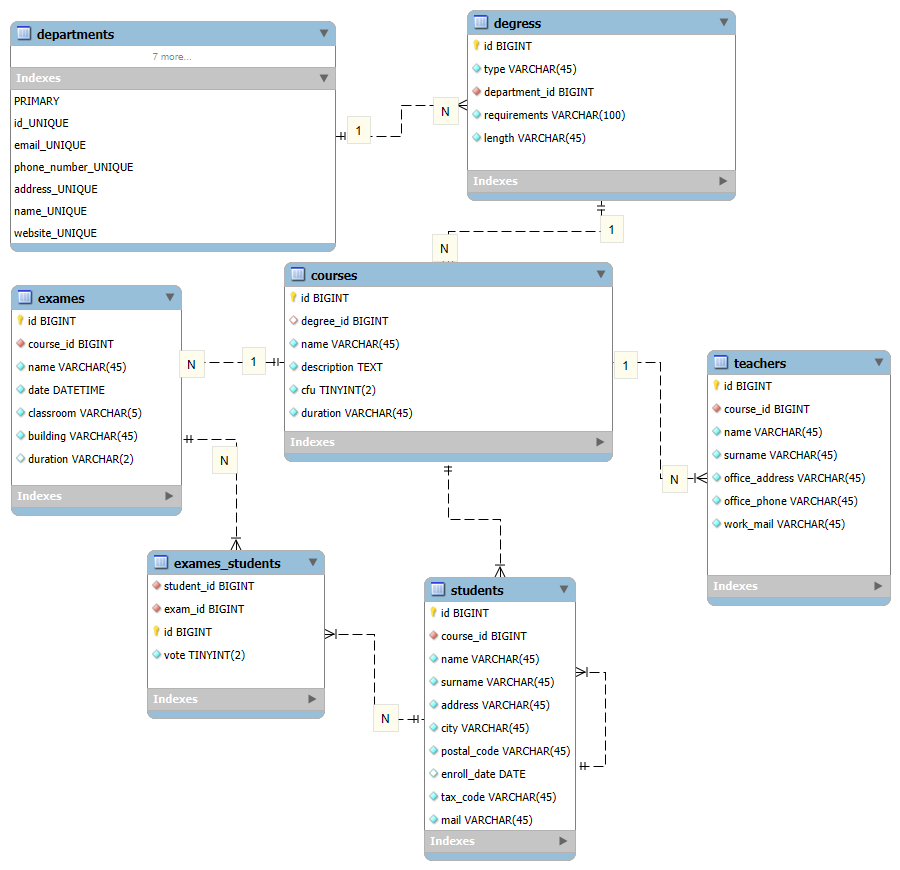 departments
7 more...
Indexes
PRIMARY
id_UNIQUE
email_UNIQUE
phone_number_UNIQUE
address_UNIQUE
name_UNIQUE
website_UNIQUE
1
N
degress
id BIGINT
type VARCHAR(45)
department_id BIGINT
requirements VARCHAR(100)
length VARCHAR(45)
Indexes
1
N
courses
id BIGINT
degree_id BIGINT
name VARCHAR(45)
description TEXT
cfu TINYINT(2)
duration VARCHAR(45)
Indexes
exames
id BIGINT
course_id BIGINT
name VARCHAR(45)
date DATETIME
classroom VARCHAR(5)
building VARCHAR(45)
duration VARCHAR(2)
Indexes
N
1
1
N
teachers
id BIGINT
course_id BIGINT
name VARCHAR(45)
surname VARCHAR(45)
office_address VARCHAR(45)
office_phone VARCHAR(45)
work_mail VARCHAR(45)
Indexes
N
exames_students
student_id BIGINT
exam_id BIGINT
id BIGINT
vote TINYINT(2)
Indexes
N
students
id BIGINT
course_id BIGINT
name VARCHAR(45)
surname VARCHAR(45)
address VARCHAR(45)
city VARCHAR(45)
postal_code VARCHAR(45)
enroll_date DATE
tax_code VARCHAR(45)
mail VARCHAR(45)
Indexes